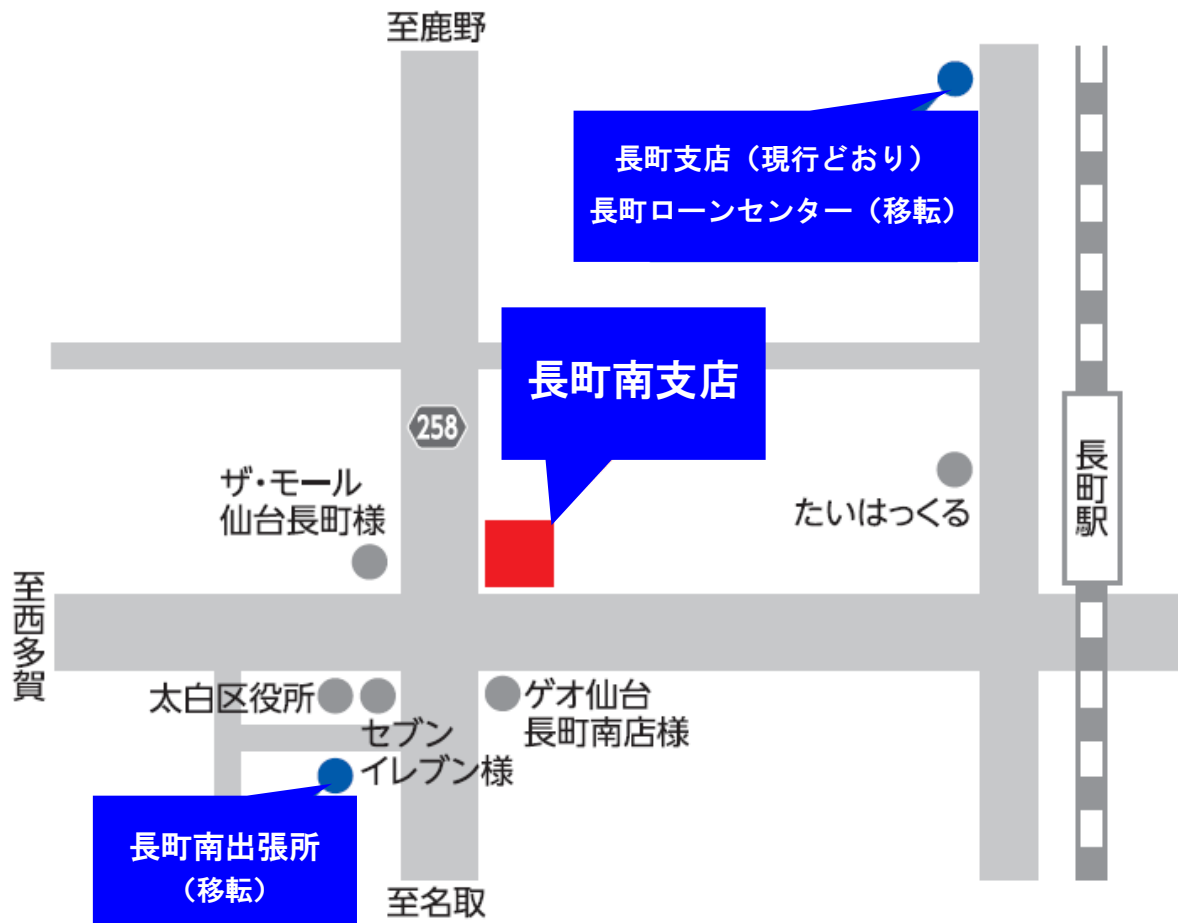 至鹿野
長町支店（現行どおり）
長町ローンセンター（移転）
長町南支店
258
ザ・モール
仙台長町様
たいはっくる
長町駅
至西多賀
太白区役所
セブン
イレブン様
ゲオ仙台
長町南店様
長町南出張所
（移転）
至名取